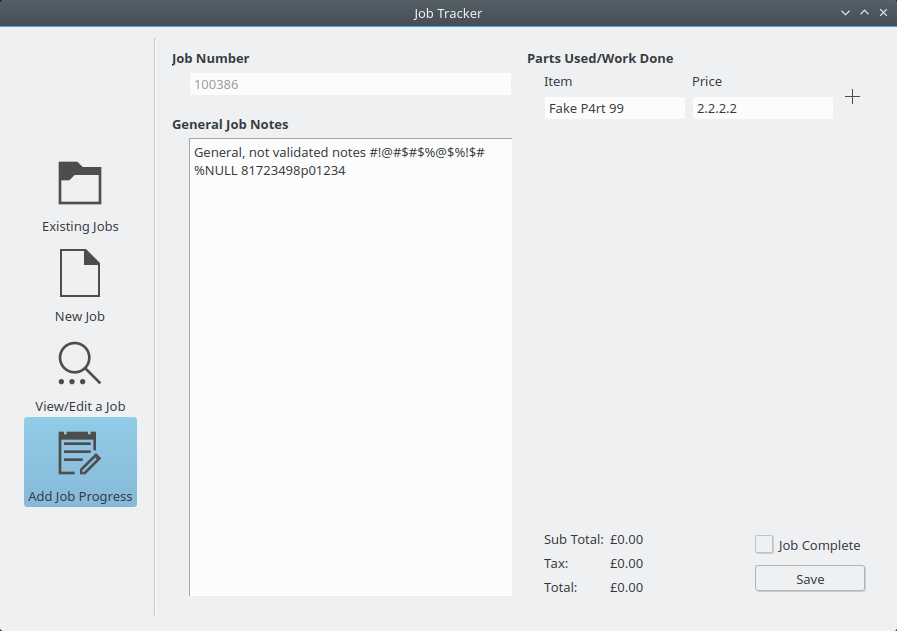 Job Tracker
Existing Jobs
New Job
View/Edit a Job
Add Job Progress
Job Number
100386
General Job Notes
General, not validated notes #!@#$#$%@$%!$#
%NULL 81723498p01234
Parts Used/Work Done
Item Price
Fake P4rt 99 2.2.2.2
Sub Total: £0.00
Tax: £0.00
Total: £0.00
Job Complete
Save